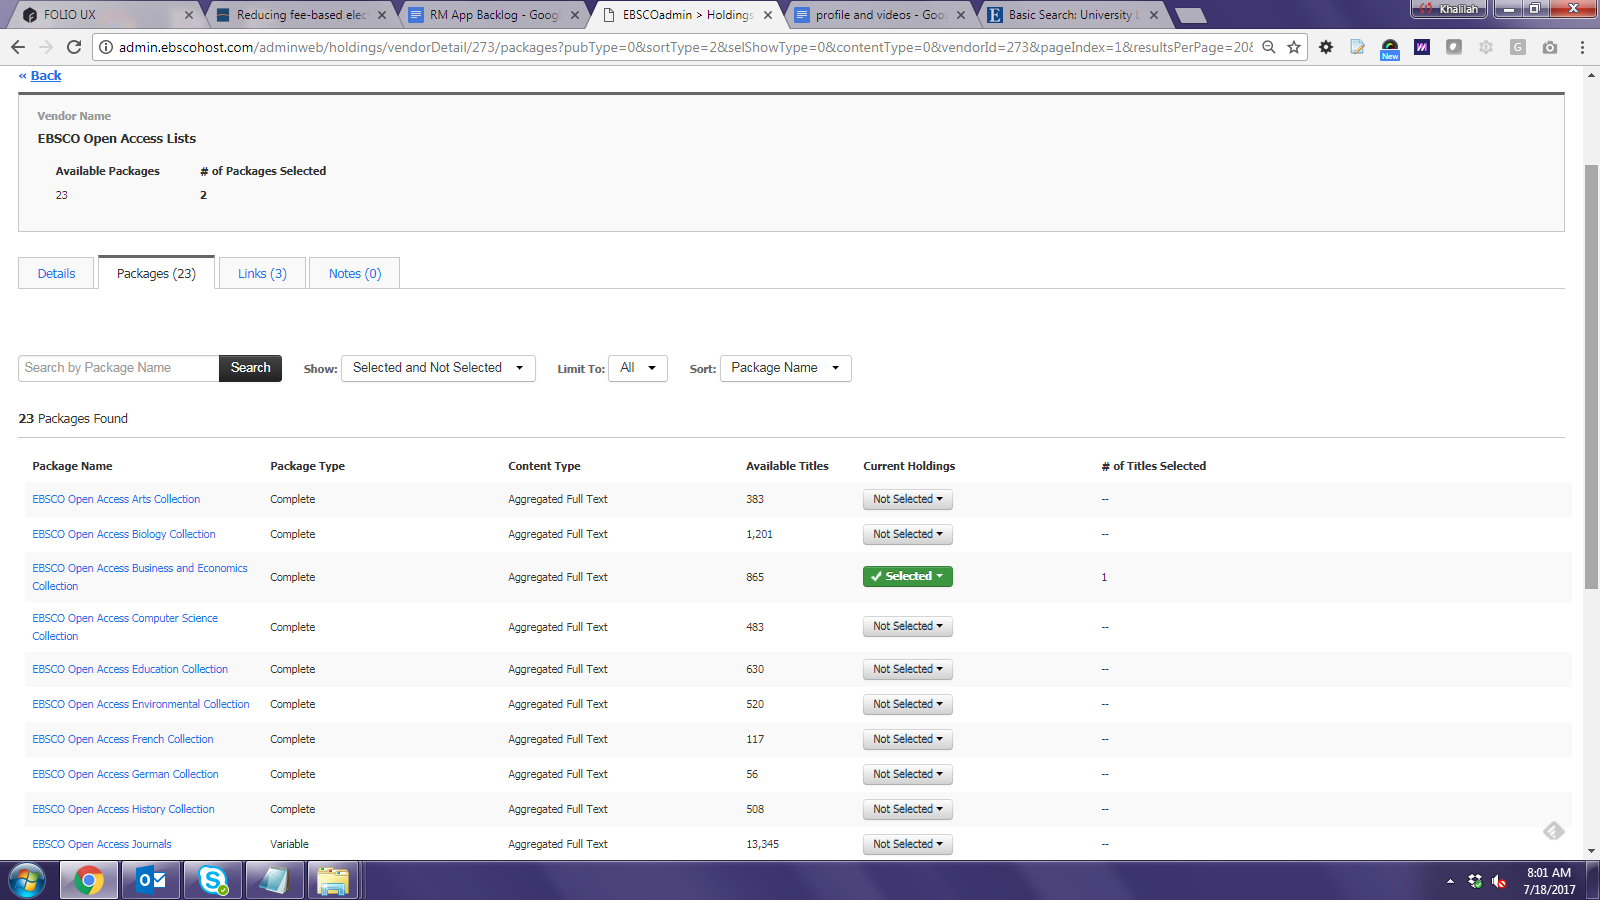 FOLIO UX
Reducing fee-based elec
RM App Backlog - Googl
EBSCOadmin > Holdings
profile and videos - Goo
Basic Search: University L
Khalilah
admin.ebscohost.com/adminweb/holdings/vendorDetail/273/packages?pubType=0&sortType=2&selShowType=0&contentType=0&vendorId=273&pageIndex=1&resultsPerPage=20&
New
« Back
Vendor Name
EBSCO Open Access Lists
Available Packages # of Packages Selected
23 2
Details Packages (23) Links (3) Notes (0)
Search by Package Name Search Show: Selected and Not Selected Limit To: All Sort: Package Name
23 Packages Found
Package Name Package Type Content Type Available Titles Current Holdings # of Titles Selected
EBSCO Open Access Arts Collection Complete Aggregated Full Text 383 Not Selected --
EBSCO Open Access Biology Collection Complete Aggregated Full Text 1,201 Not Selected --
EBSCO Open Access Business and Economics
Collection Complete Aggregated Full Text 865 Selected 1
EBSCO Open Access Computer Science
Collection Complete Aggregated Full Text 483 Not Selected --
EBSCO Open Access Education Collection Complete Aggregated Full Text 630 Not Selected --
EBSCO Open Access Environmental Collection Complete Aggregated Full Text 520 Not Selected --
EBSCO Open Access French Collection Complete Aggregated Full Text 117 Not Selected --
EBSCO Open Access German Collection Complete Aggregated Full Text 56 Not Selected --
EBSCO Open Access History Collection Complete Aggregated Full Text 508 Not Selected --
EBSCO Open Access Journals Variable Aggregated Full Text 13,345 Not Selected
8:01 AM
7/18/2017